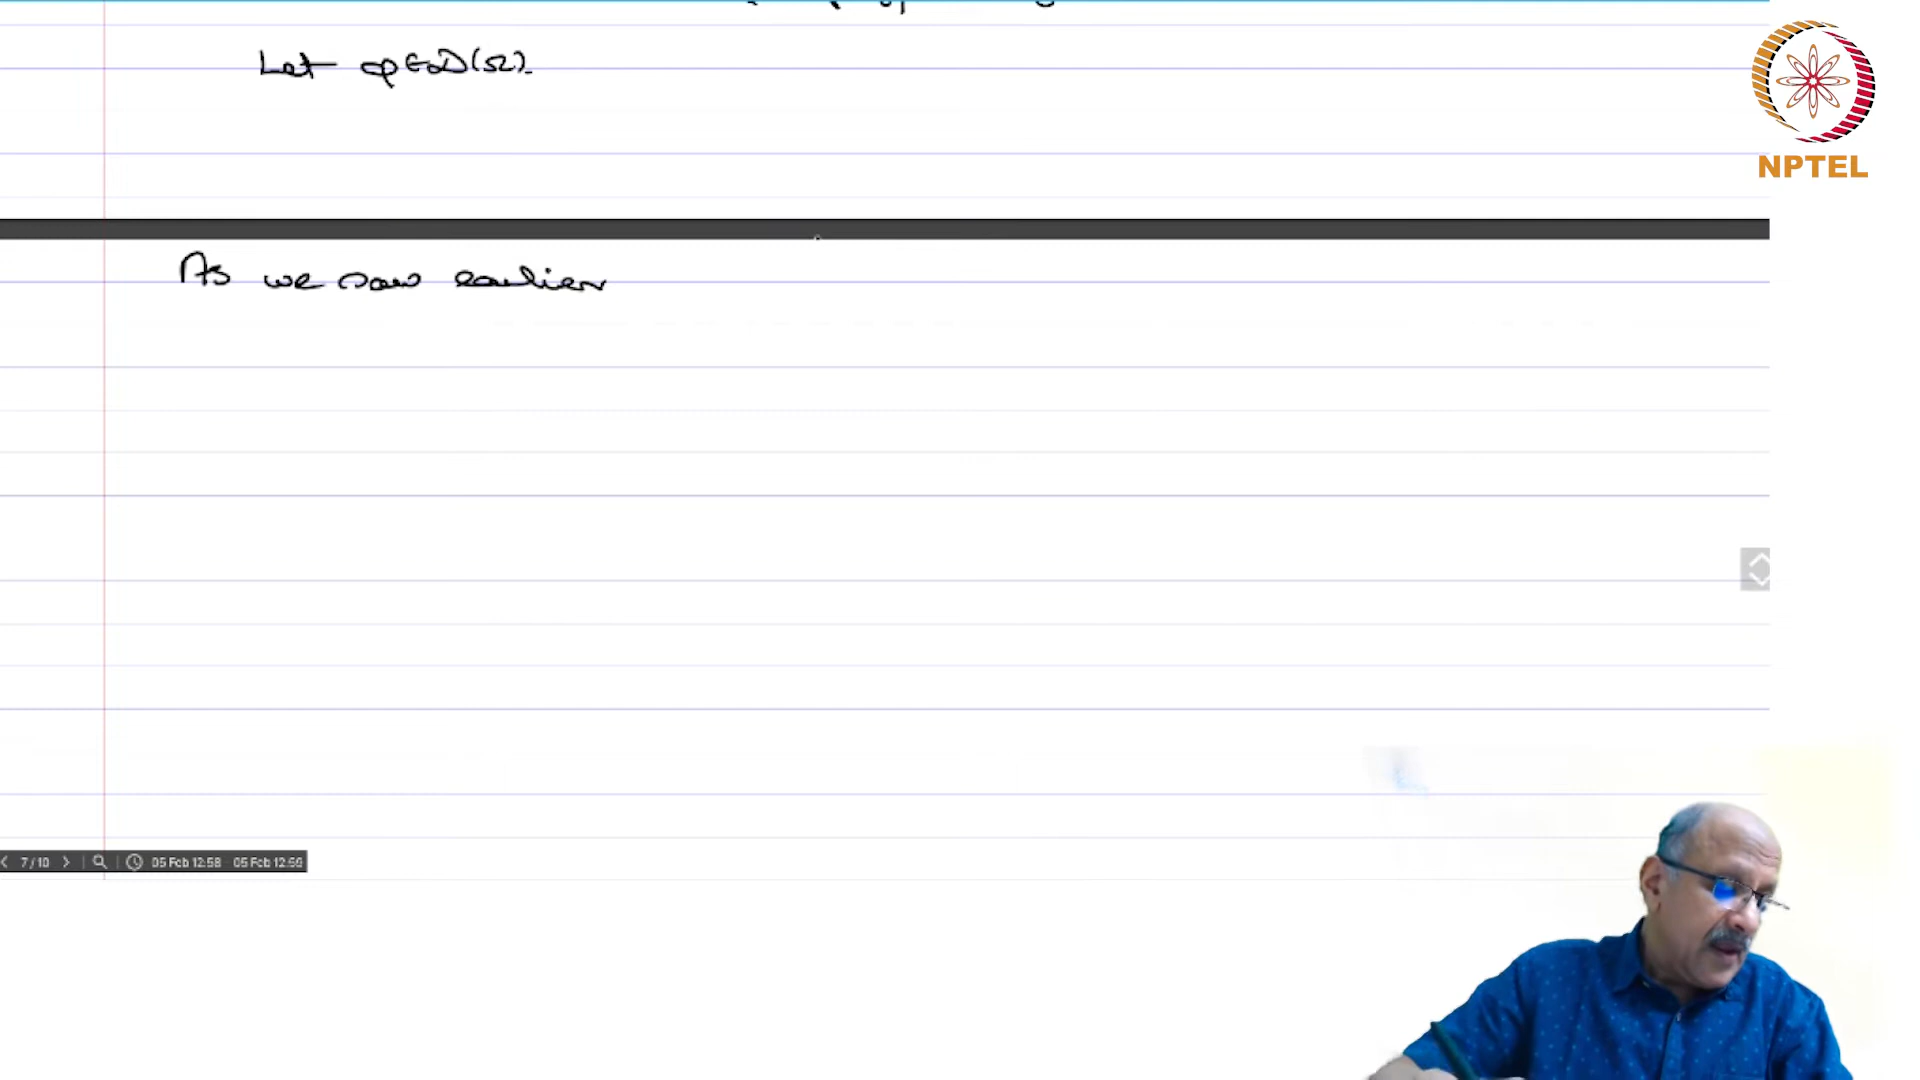 Let φ∈𝒟(Ω).
NPTEL
As we saw earlier
7/10 05 Feb 12:58 - 05 Feb 12:59